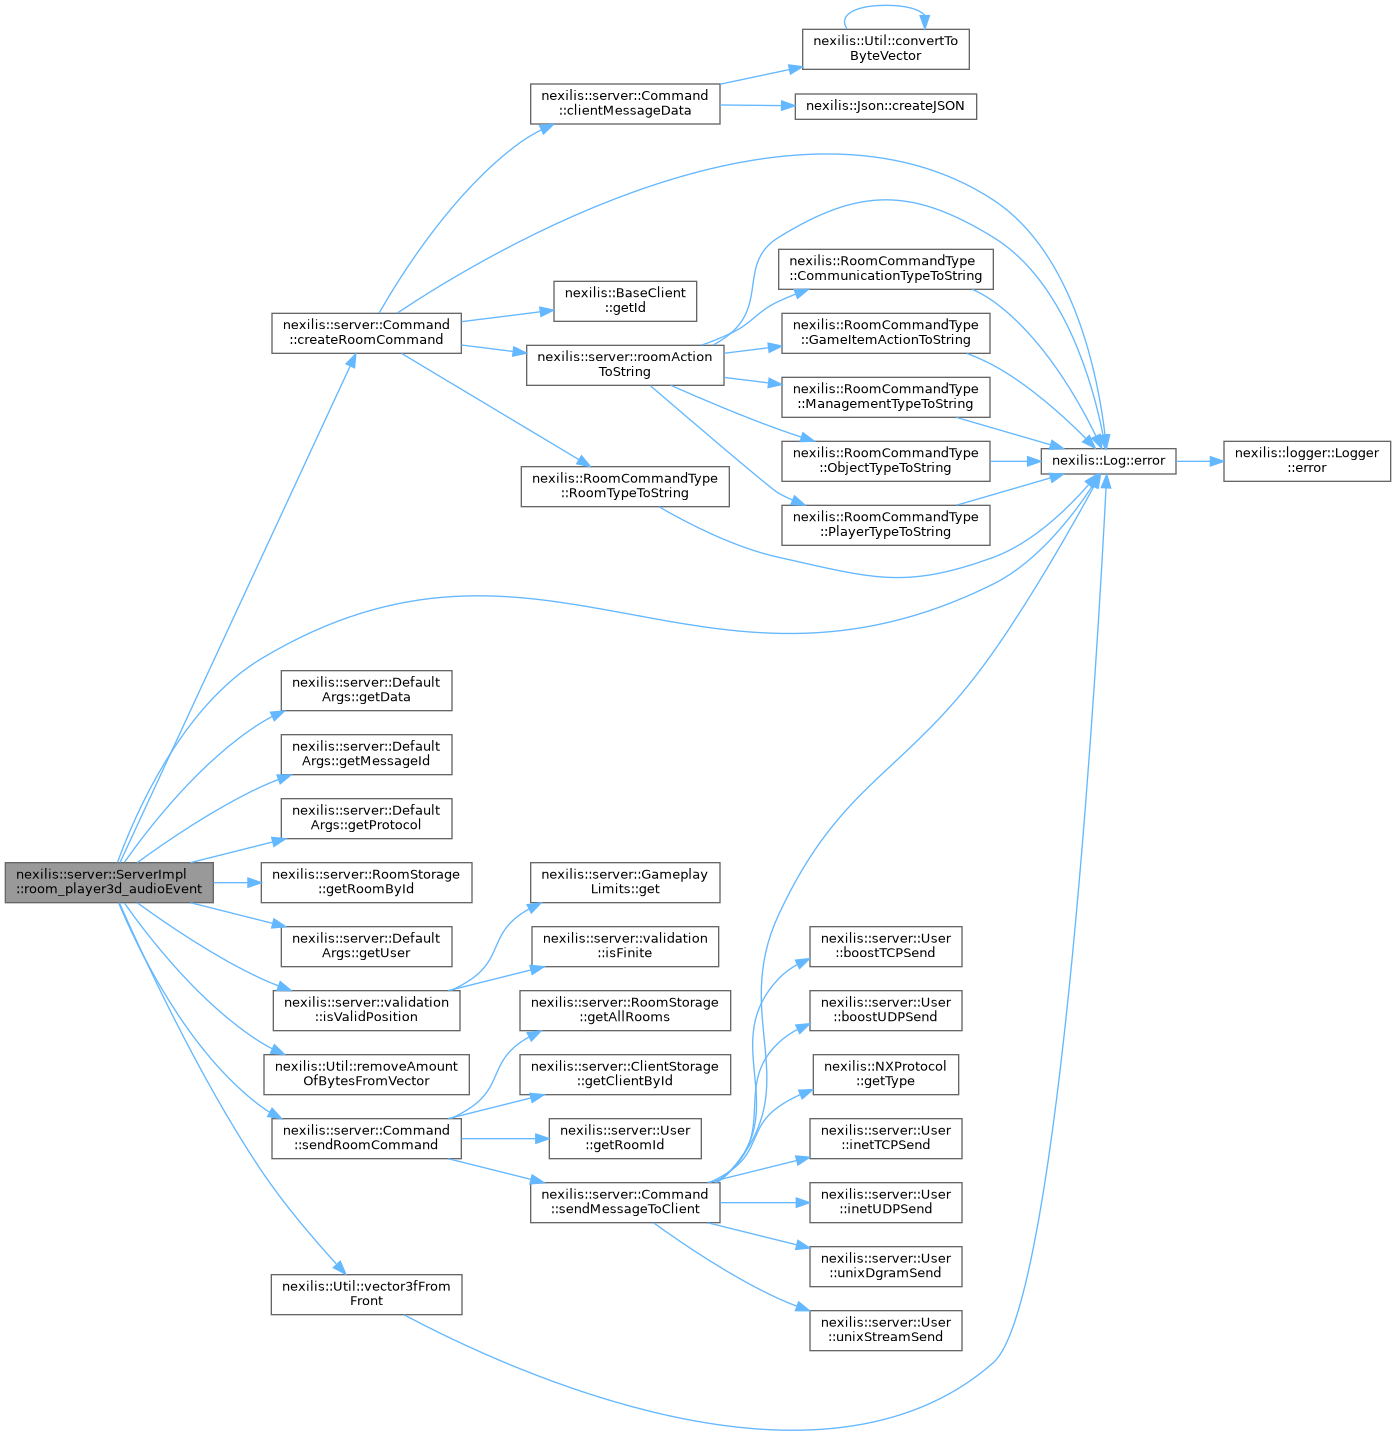 nexilis::Util::convertTo
ByteVector
nexilis::server::Command
::clientMessageData
nexilis::Json::createJSON
nexilis::RoomCommandType
::CommunicationTypeToString
nexilis::BaseClient
::getId
nexilis::server::Command
::createRoomCommand
nexilis::RoomCommandType
::GameItemActionToString
nexilis::server::roomAction
ToString
nexilis::RoomCommandType
::ManagementTypeToString
nexilis::RoomCommandType
::ObjectTypeToString
nexilis::Log::error
nexilis::logger::Logger
::error
nexilis::RoomCommandType
::RoomTypeToString
nexilis::RoomCommandType
::PlayerTypeToString
nexilis::server::Default
Args::getData
nexilis::server::Default
Args::getMessageId
nexilis::server::Default
Args::getProtocol
nexilis::server::ServerImpl
::room_player3d_audioEvent
nexilis::server::RoomStorage
::getRoomById
nexilis::server::Gameplay
Limits::get
nexilis::server::Default
Args::getUser
nexilis::server::validation
::isFinite
nexilis::server::User
::boostTCPSend
nexilis::server::validation
::isValidPosition
nexilis::server::RoomStorage
::getAllRooms
nexilis::server::User
::boostUDPSend
nexilis::Util::removeAmount
OfBytesFromVector
nexilis::server::ClientStorage
::getClientById
nexilis::NXProtocol
::getType
nexilis::server::Command
::sendRoomCommand
nexilis::server::User
::getRoomId
nexilis::server::User
::inetTCPSend
nexilis::server::Command
::sendMessageToClient
nexilis::server::User
::inetUDPSend
nexilis::server::User
::unixDgramSend
nexilis::Util::vector3fFrom
Front
nexilis::server::User
::unixStreamSend